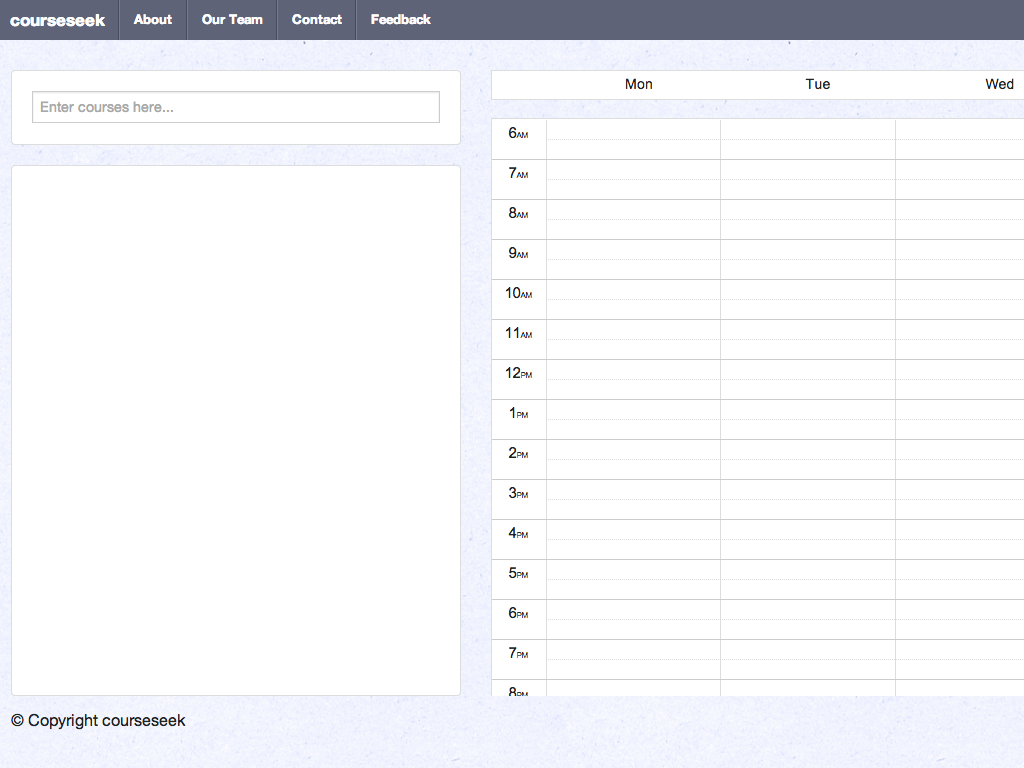 courseseek About Our Team Contact Feedback
Enter courses here...
Mon Tue Wed
6AM
7AM
8AM
9AM
10AM
11AM
12PM
1PM
2PM
3PM
4PM
5PM
6PM
7PM
8PM
© Copyright courseseek